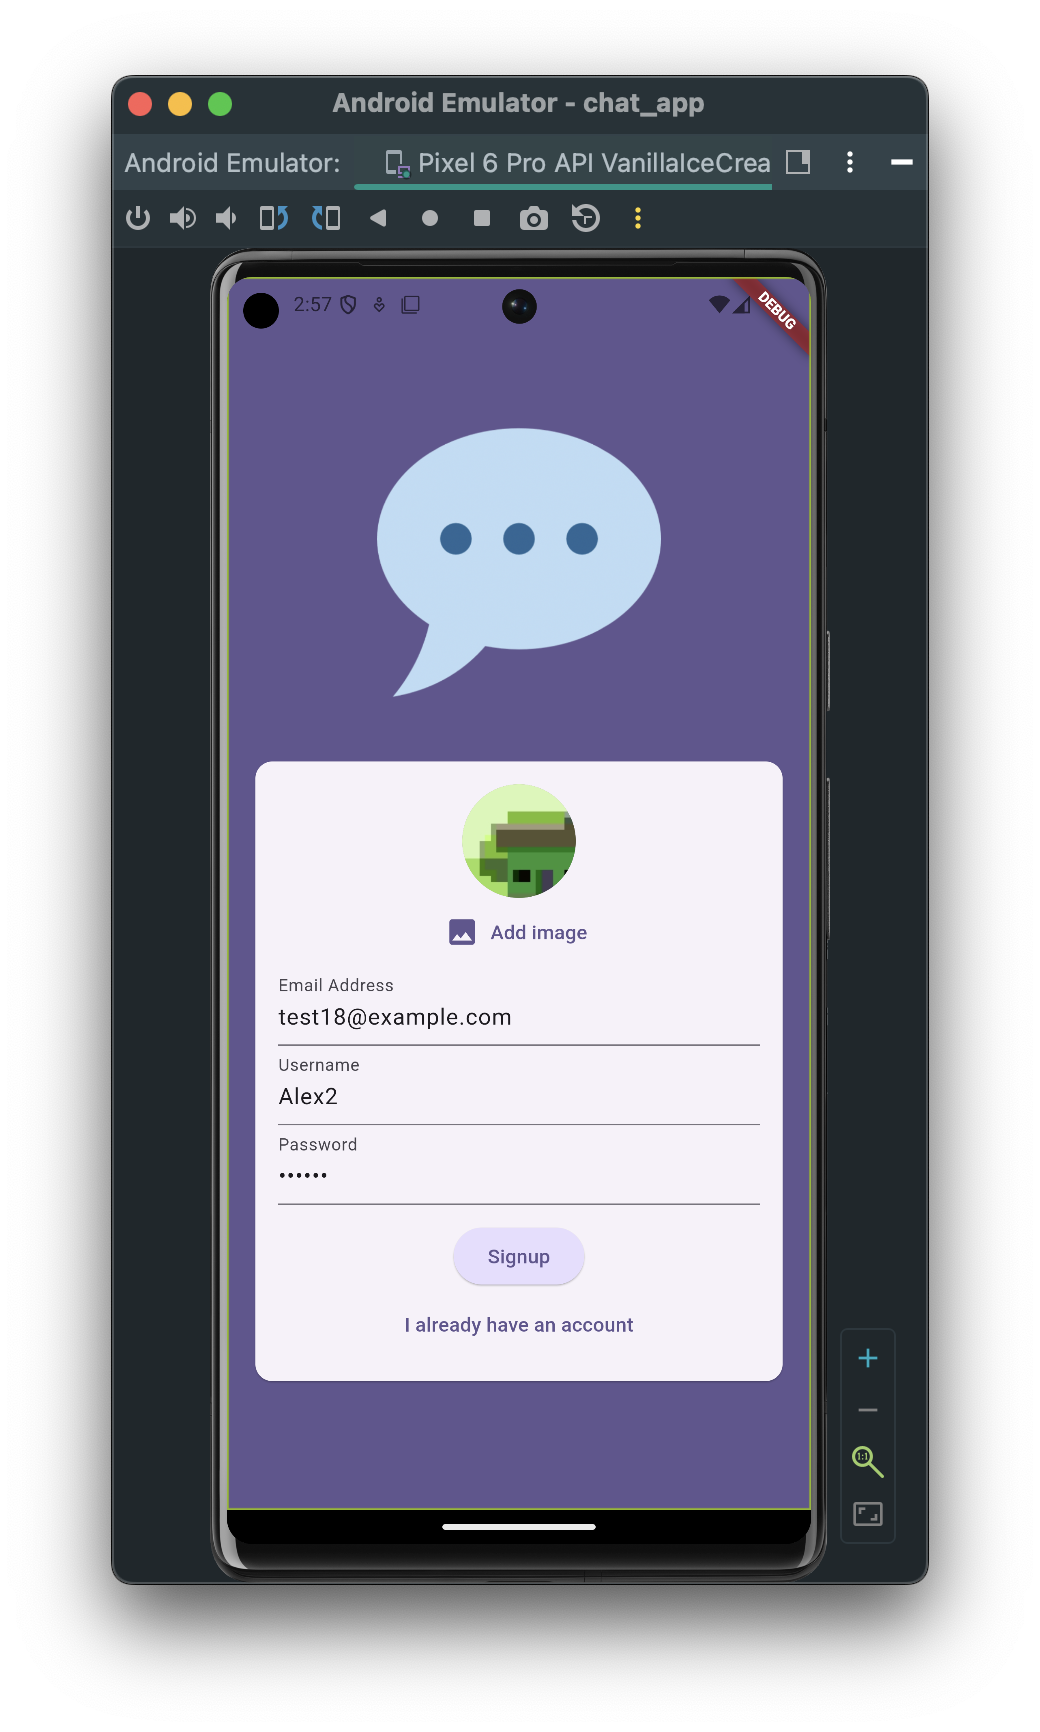 Android Emulator - chat_app
Android Emulator: Pixel 6 Pro API VanillaIceCrea
2:57
DEBUG
Add image
Email Address
test18@example.com
Username
Alex2
Password
••••••
Signup
I already have an account
1:1